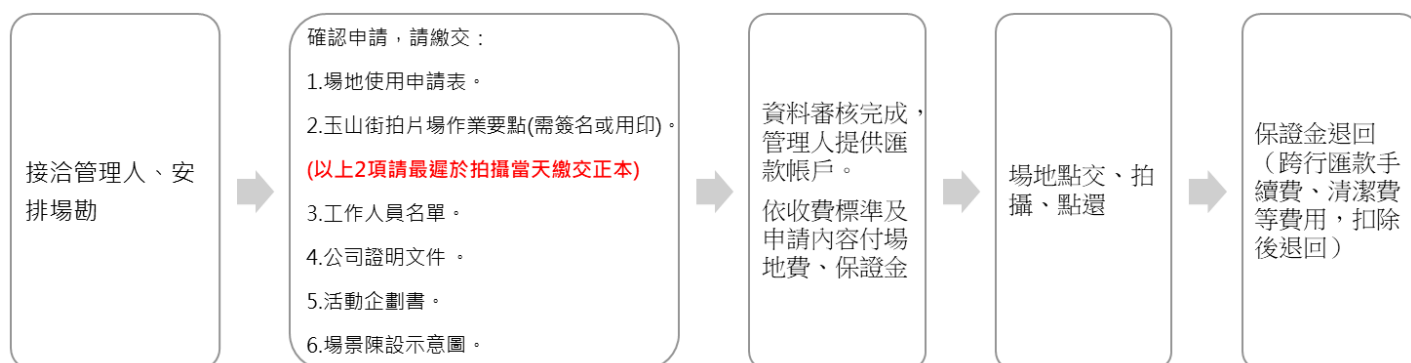 接洽管理人、安
排場勘
確認申請，請繳交：
1.場地使用申請表。
2.玉山街拍片場作業要點(需簽名或用印)。
(以上2項請最遲於拍攝當天繳交正本)
3.工作人員名單。
4.公司證明文件 。
5.活動企劃書。
6.場景陳設示意圖。
資料審核完成，
管理人提供匯
款帳戶。
依收費標準及
申請內容付場
地費、保證金
場地點交、拍
攝、點還
保證金退回
（跨行匯款手
續費、清潔費
等費用，扣除
後退回）